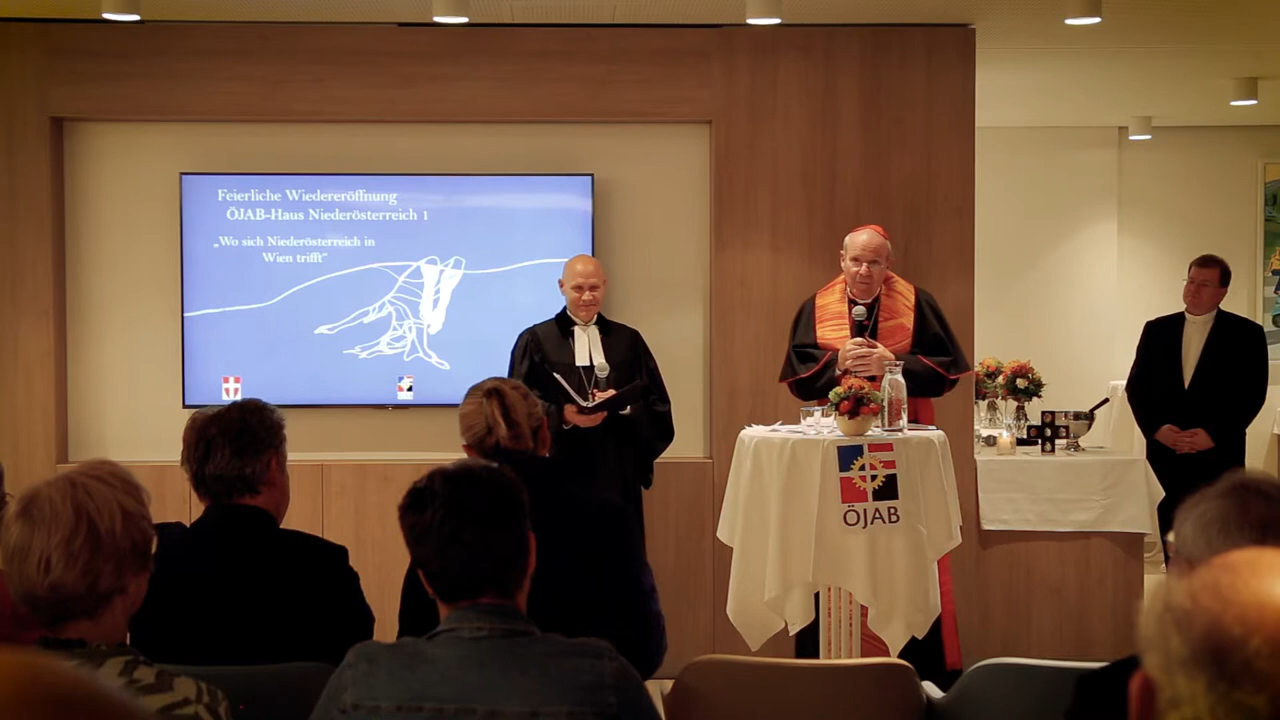 Feierliche Wiedereröffnung
ÖJAB-Haus Niederösterreich 1
„Wo sich Niederösterreich in
Wien trifft“
ÖJAB